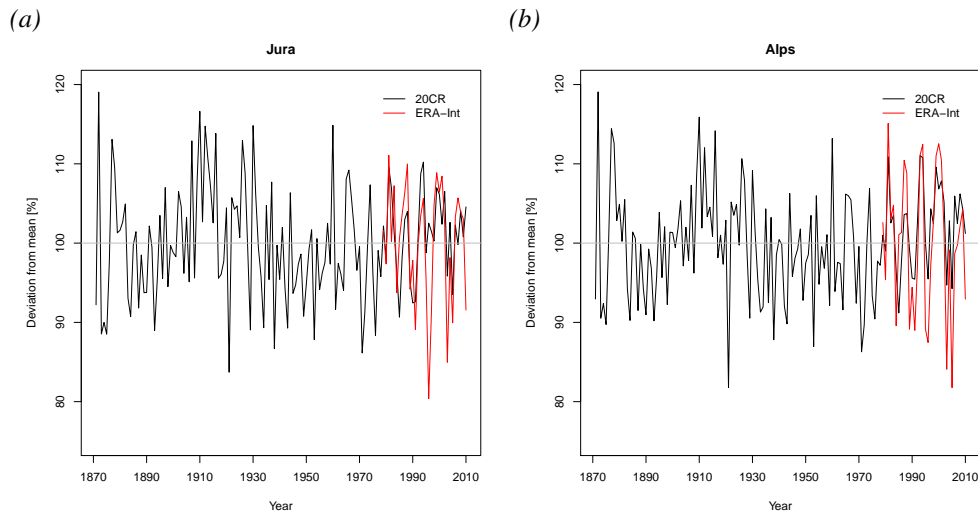 (a)
Jura
Deviation from mean [%]
120
110
100
90
80
20CR
ERA−Int
1870 1890 1910 1930 1950 1970 1990 2010
Year
(b)
Alps
Deviation from mean [%]
120
110
100
90
80
20CR
ERA−Int
1870 1890 1910 1930 1950 1970 1990 2010
Year